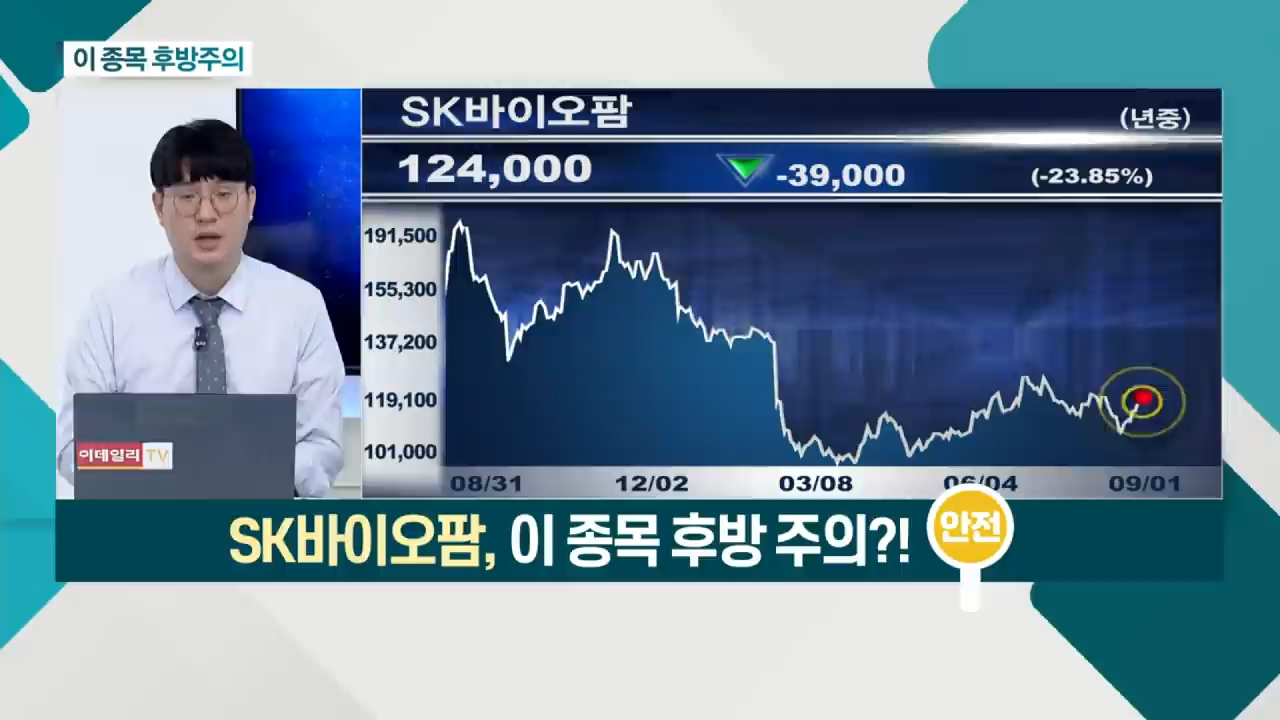 이 종목 후방주의
SK바이오팜
(년중)
124,000
-39,000
(-23.85%)
191,500
155,300
137,200
119,100
101,000
08/31
12/02
03/08
06/04
09/01
이데일리 TV
SK바이오팜, 이 종목 후방 주의?!
안전